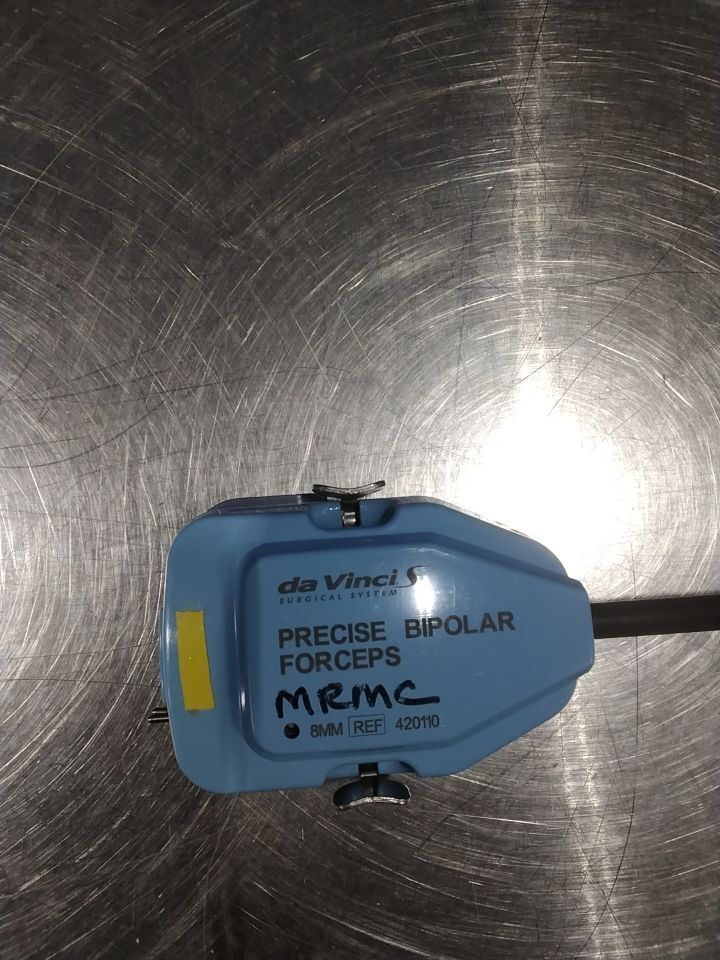 da Vinci S
SURGICAL SYSTEM
PRECISE BIPOLAR
FORCEPS
MRMC
8MM REF 420110